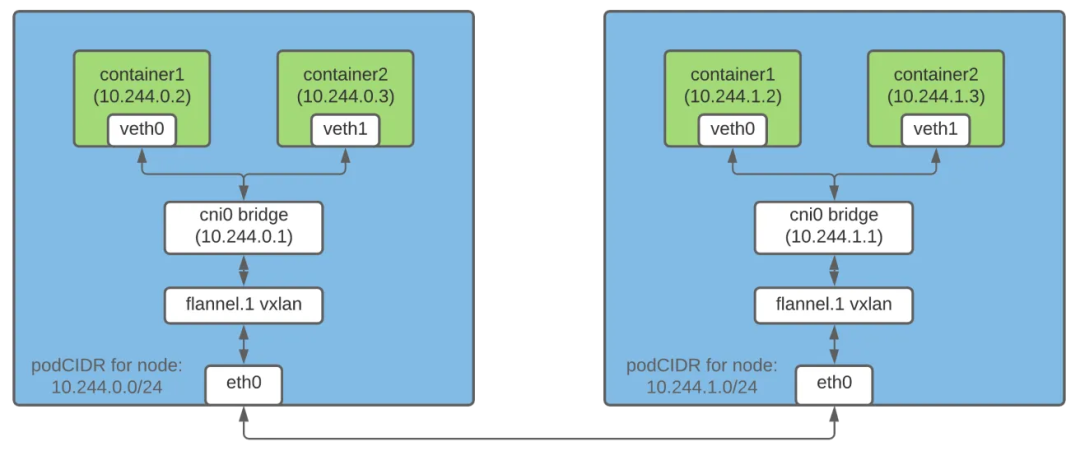 container1
(10.244.0.2)
veth0
container2
(10.244.0.3)
veth1
cni0 bridge
(10.244.0.1)
flannel.1 vxlan
podCIDR for node:
10.244.0.0/24
eth0
container1
(10.244.1.2)
veth0
container2
(10.244.1.3)
veth1
cni0 bridge
(10.244.1.1)
flannel.1 vxlan
podCIDR for node:
10.244.1.0/24
eth0